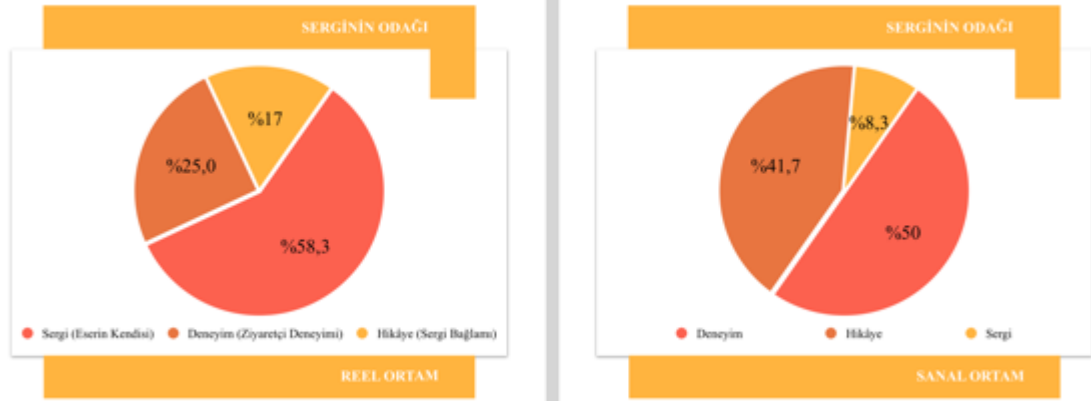 SERGİNİN ODAĞI
%17
%25,0
%58,3
Sergi (Eserin Kendisi) Deneyim (Ziyaretçi Deneyimi) Hikâye (Sergi Bağlamı)
REEL ORTAM
SERGİNİN ODAĞI
%8,3
%41,7
%50
Deneyim Hikâye Sergi
SANAL ORTAM